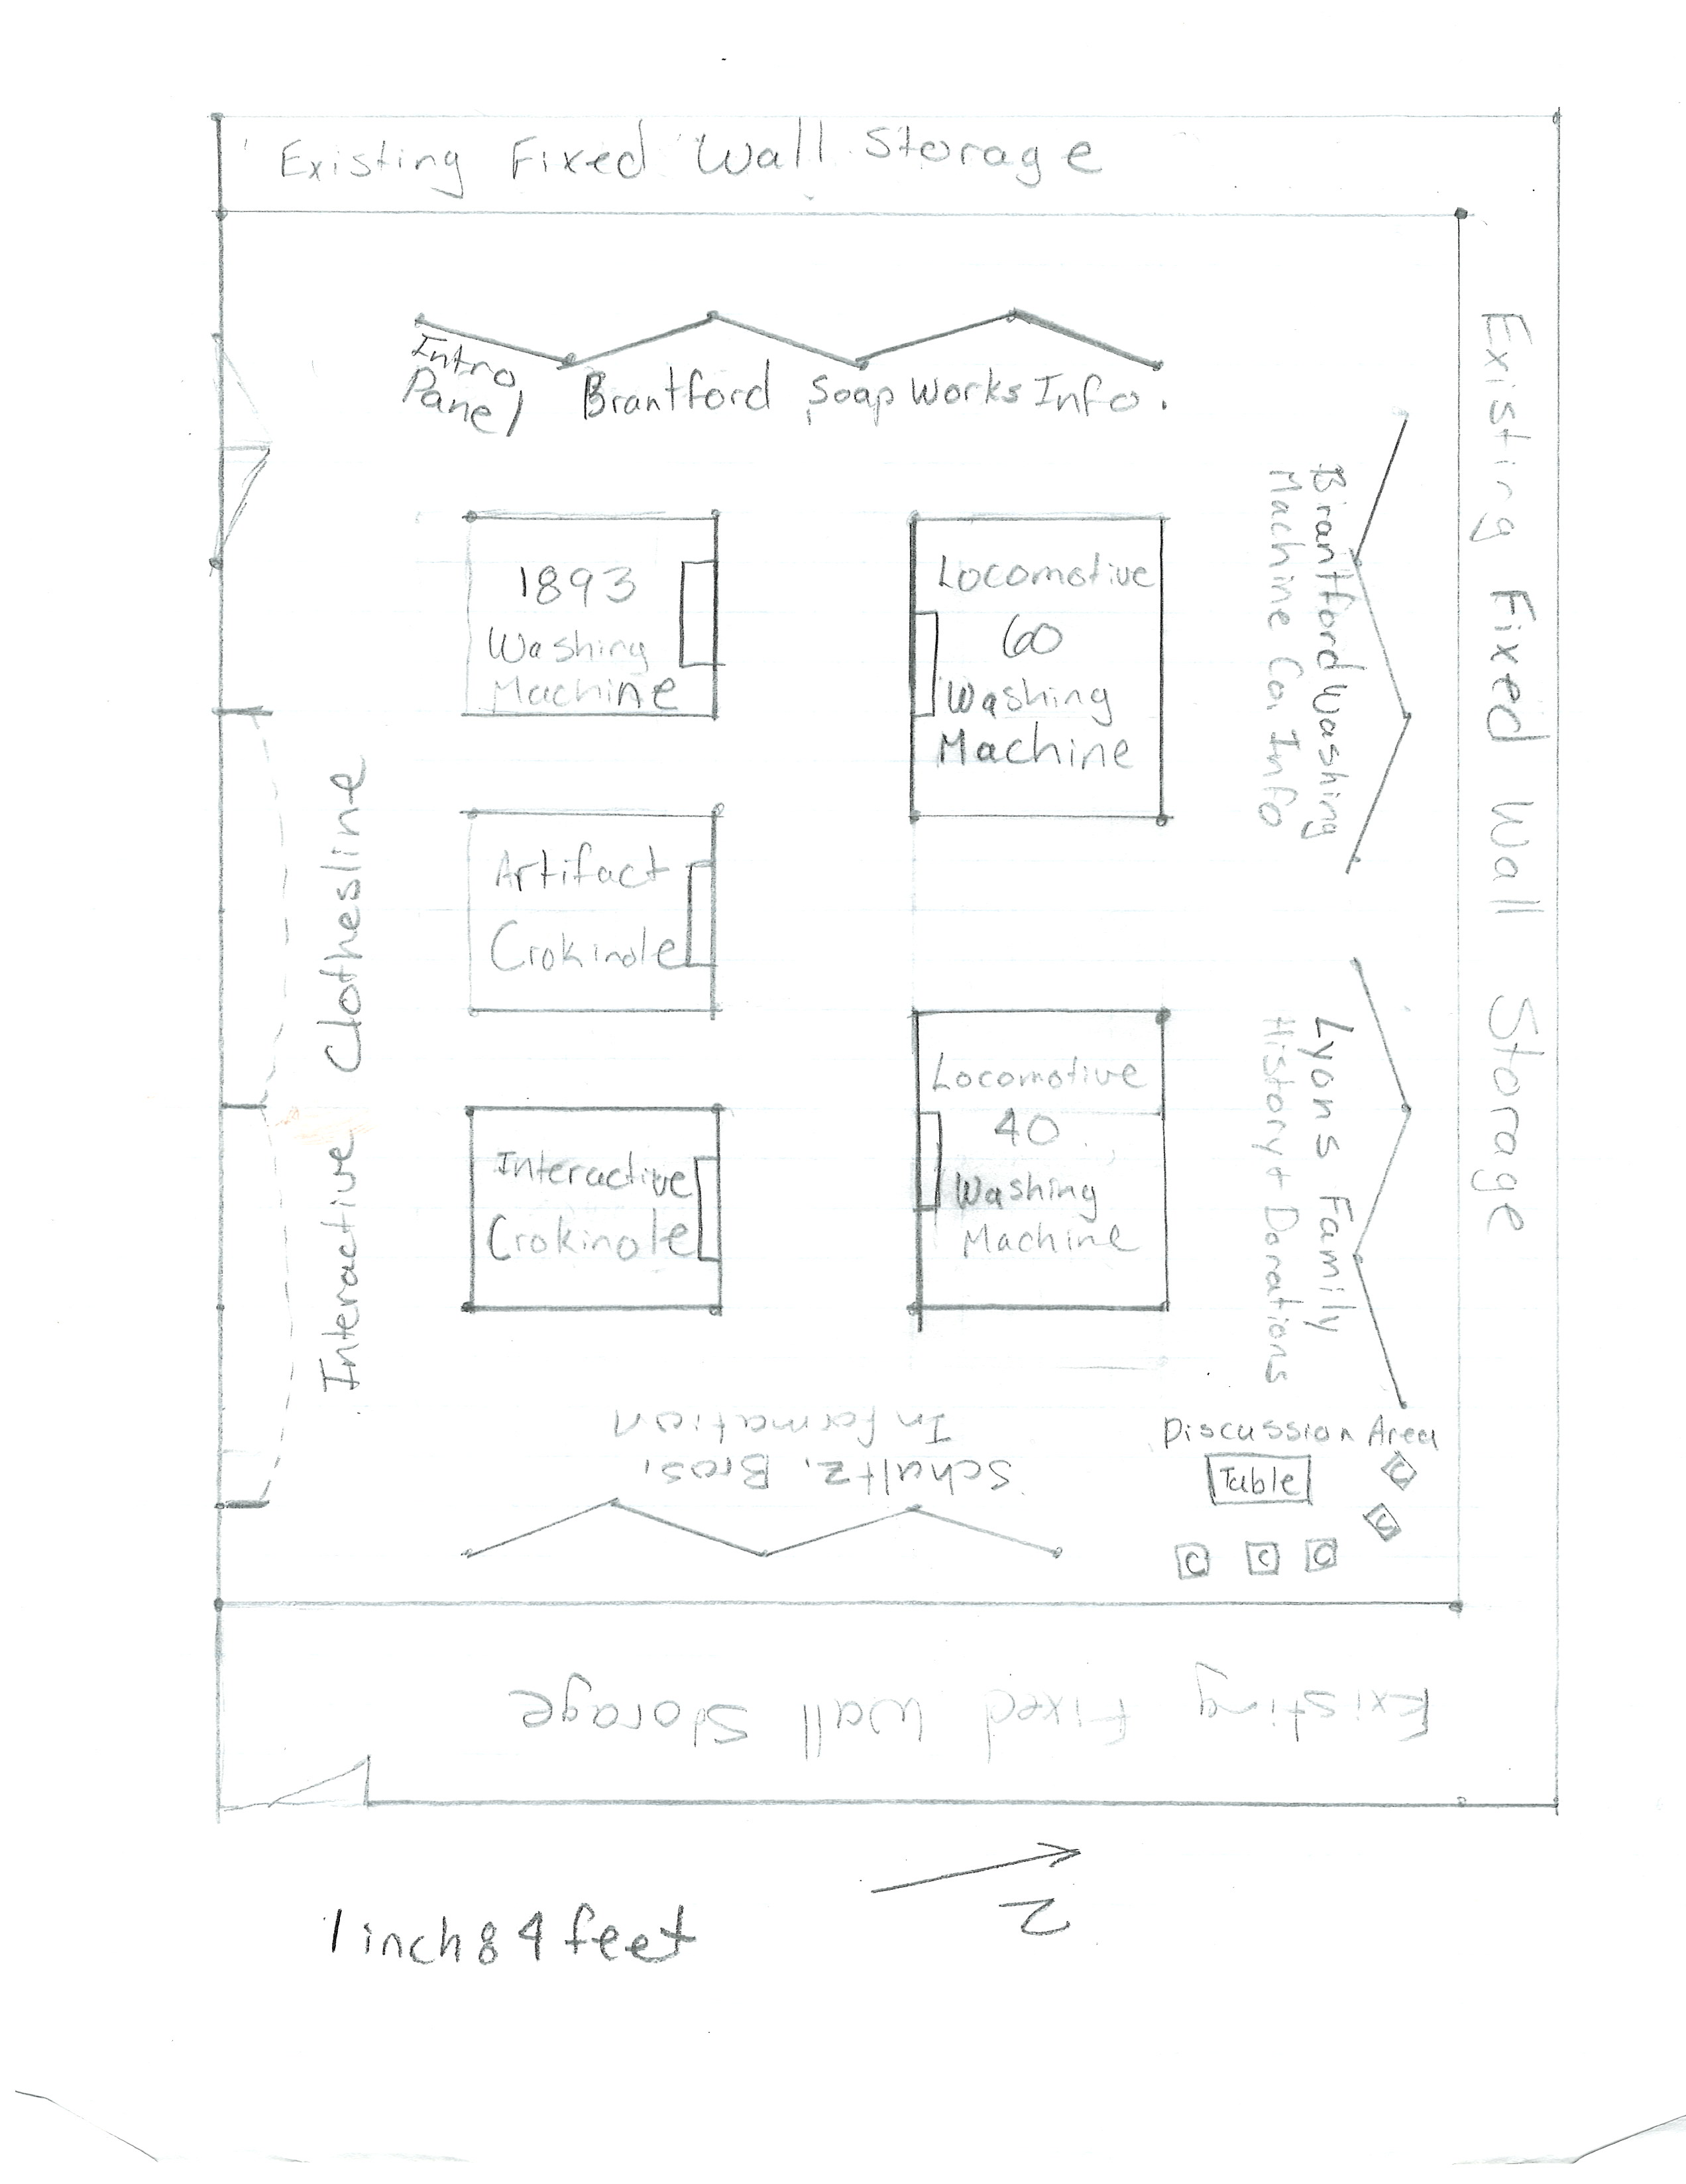 Existing Fixed Wall Storage
Intro
Panel
Brantford Soap Works Info.
Existing Fixed Wall Storage
Brantford Washing
Machine Co. Info
1893
Washing
Machine
Locomotive
60
Washing
Machine
Interactive Clothesline
Artifact
Crokinole
Lyons Family
History + Donations
Locomotive
40
Washing
Machine
Interactive
Crokinole
Schultz, Bros.
Information
Discussion Area
Table
C
C
C
C
C
Existing Fixed Wall Storage
N
1 inch : 4 feet